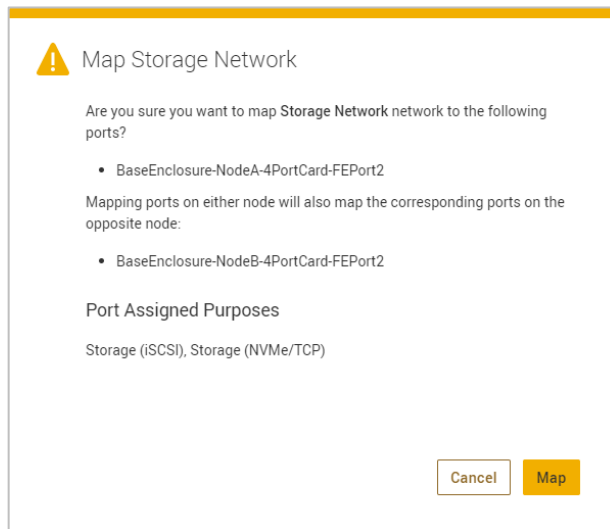 Map Storage Network
Are you sure you want to map Storage Network network to the following
ports?
• BaseEnclosure-NodeA-4PortCard-FEPort2
Mapping ports on either node will also map the corresponding ports on the
opposite node:
• BaseEnclosure-NodeB-4PortCard-FEPort2
Port Assigned Purposes
Storage (iSCSI), Storage (NVMe/TCP)
Cancel Map